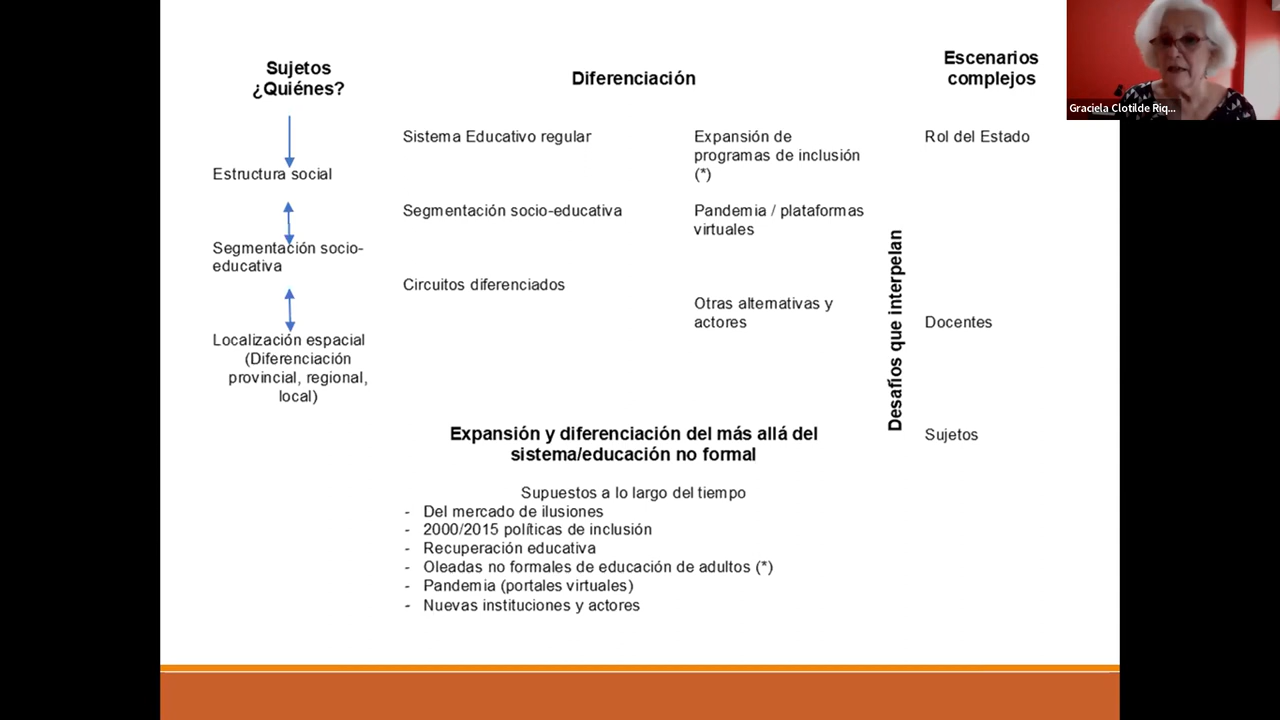 Sujetos
¿Quiénes?
Estructura social
Segmentación socio-
educativa
Localización espacial
(Diferenciación
provincial, regional,
local)
Diferenciación
Sistema Educativo regular
Segmentación socio-educativa
Circuitos diferenciados
Expansión de
programas de inclusión
(*)
Pandemia / plataformas
virtuales
Otras alternativas y
actores
Expansión y diferenciación del más allá del
sistema/educación no formal
Supuestos a lo largo del tiempo
- Del mercado de ilusiones
- 2000/2015 políticas de inclusión
- Recuperación educativa
- Oleadas no formales de educación de adultos (*)
- Pandemia (portales virtuales)
- Nuevas instituciones y actores
Desafíos que interpelan
Escenarios
complejos
Rol del Estado
Docentes
Sujetos
Graciela Clotilde Riq...